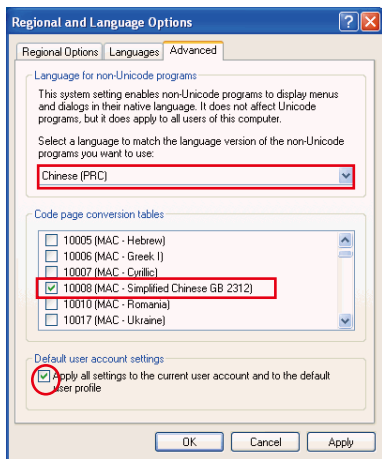 Regional and Language Options
Regional Options Languages Advanced
Language for non-Unicode programs
This system setting enables non-Unicode programs to display menus
and dialogs in their native language. It does not affect Unicode
programs, but it does apply to all users of this computer.
Select a language to match the language version of the non-Unicode
programs you want to use:
Chinese (PRC)
Code page conversion tables
10005 (MAC - Hebrew)
10006 (MAC - Greek I)
10007 (MAC - Cyrillic)
10008 (MAC - Simplified Chinese GB 2312)
10010 (MAC - Romania)
10017 (MAC - Ukraine)
Default user account settings
Apply all settings to the current user account and to the default
user profile
OK Cancel Apply